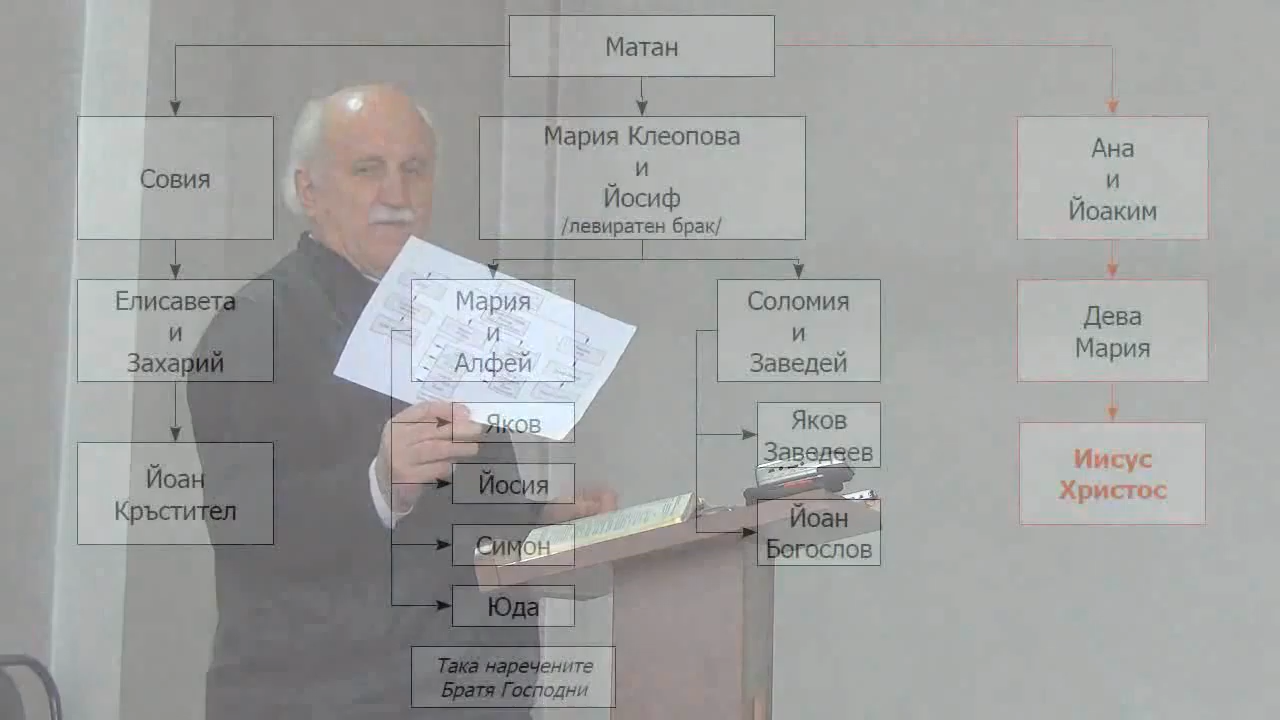 Матан
Совия
Мария Клеопова
и
Йосиф
/левиратен брак/
Ана
и
Йоаким
Елисавета
и
Захарий
Мария
и
Алфей
Соломия
и
Заведей
Дева
Мария
Йоан
Кръстител
Яков
Йосия
Симон
Юда
Яков
Заведеев
Йоан
Богослов
Иисус
Христос
Така наречените
Братя Господни